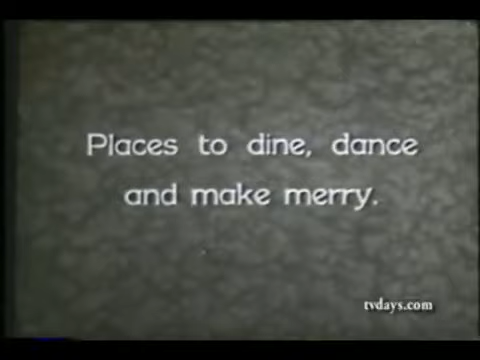 Places to dine, dance
and make merry.
tvdays.com